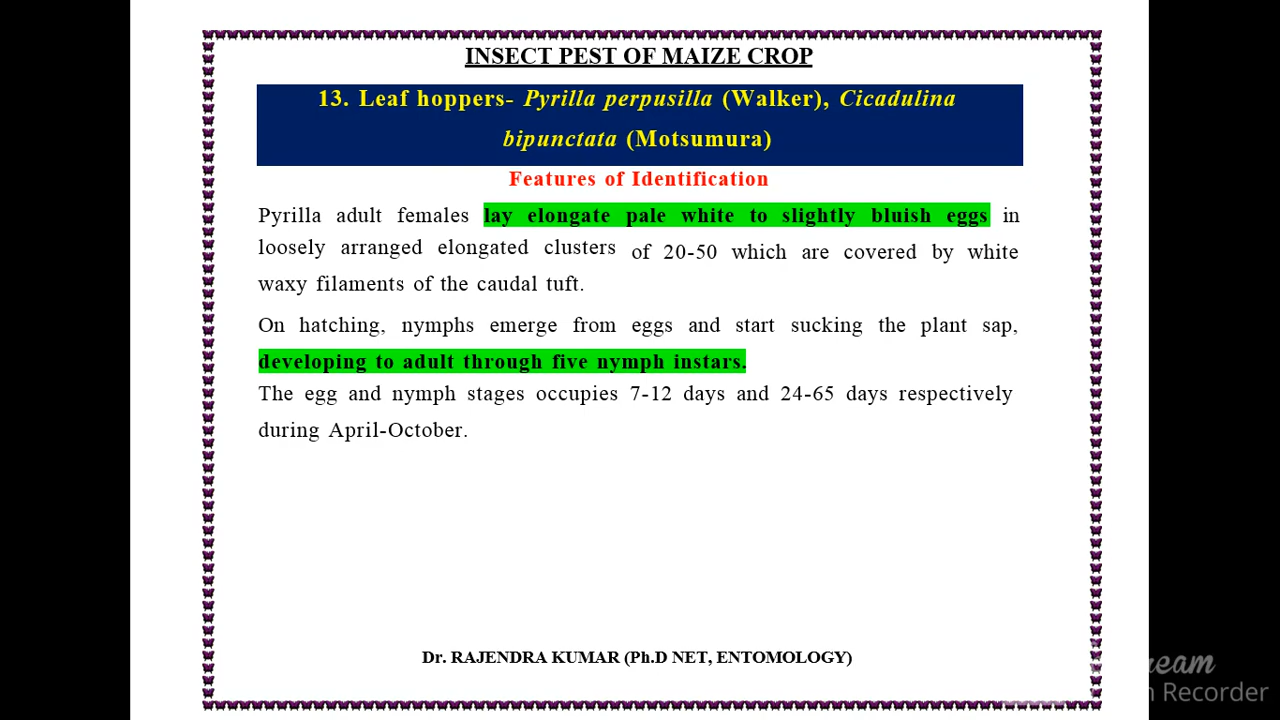 INSECT PEST OF MAIZE CROP
13. Leaf hoppers- Pyrilla perpusilla (Walker), Cicadulina
bipunctata (Motsumura)
Features of Identification
Pyrilla adult females lay elongate pale white to slightly bluish eggs in
loosely arranged elongated clusters of 20-50 which are covered by white
waxy filaments of the caudal tuft.
On hatching, nymphs emerge from eggs and start sucking the plant sap,
developing to adult through five nymph instars.
The egg and nymph stages occupies 7-12 days and 24-65 days respectively
during April-October.
Dr. RAJENDRA KUMAR (Ph.D NET, ENTOMOLOGY)
Recorder